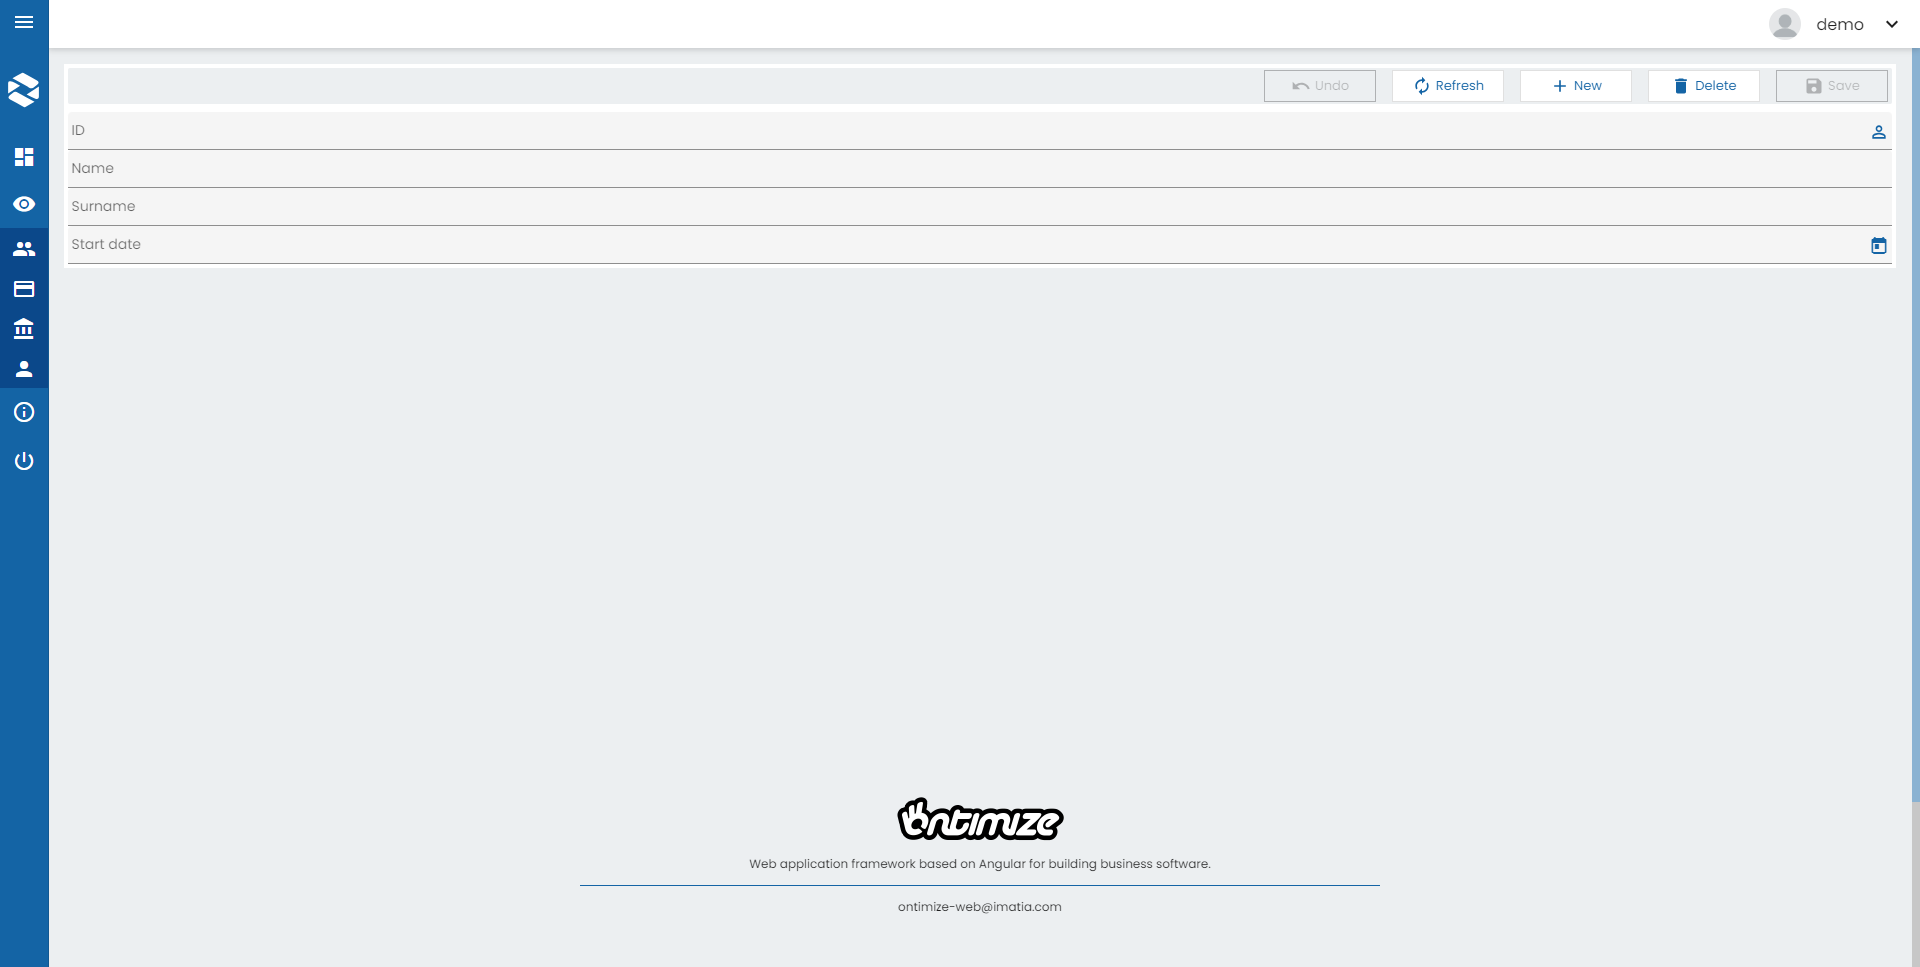 demo
Undo Refresh New Delete Save
ID
Name
Surname
Start date
ontimize
Web application framework based on Angular for building business software.
ontimize-web@imatia.com